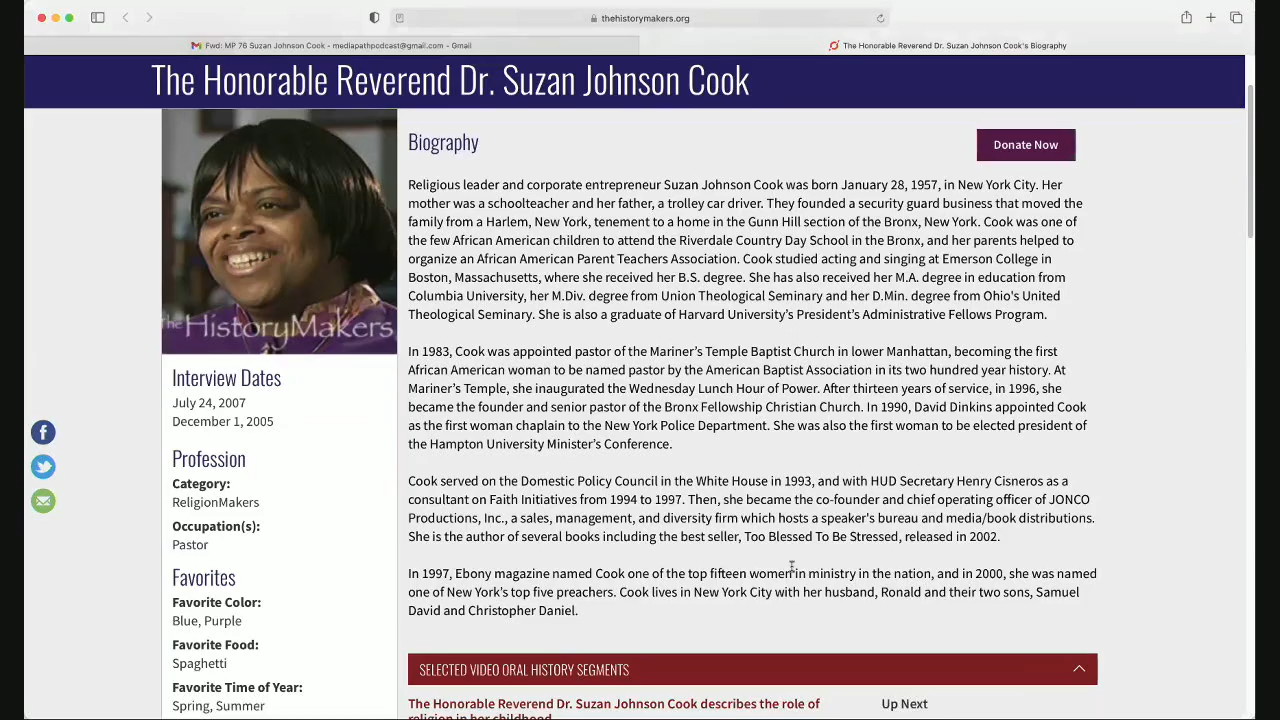 thehistorymakers.org
Fwd: MP 76 Suzan Johnson Cook - mediapathpcdcast@gmail.com - Gmail
The Honorable Reverend Dr. Suzan Johnson Cook's Biography
The Honorable Reverend Dr. Suzan Johnson Cook
The HistoryMakers
Interview Dates
July 24, 2007
December 1, 2005
Profession
Category:
ReligionMakers
Occupation(s):
Pastor
Favorites
Favorite Color:
Blue, Purple
Favorite Food:
Spaghetti
Favorite Time of Year:
Spring, Summer
Biography
Donate Now
Religious leader and corporate entrepreneur Suzan Johnson Cook was born January 28, 1957, in New York City. Her
mother was a schoolteacher and her father, a trolley car driver. They founded a security guard business that moved the
family from a Harlem, New York, tenement to a home in the Gunn Hill section of the Bronx, New York. Cook was one of
the few African American children to attend the Riverdale Country Day School in the Bronx, and her parents helped to
organize an African American Parent Teachers Association. Cook studied acting and singing at Emerson College in
Boston, Massachusetts, where she received her B.S. degree. She has also received her M.A. degree in education from
Columbia University, her M.Div. degree from Union Theological Seminary and her D.Min. degree from Ohio's United
Theological Seminary. She is also a graduate of Harvard University's President's Administrative Fellows Program.
In 1983, Cook was appointed pastor of the Mariner's Temple Baptist Church in lower Manhattan, becoming the first
African American woman to be named pastor by the American Baptist Association in its two hundred year history. At
Mariner's Temple, she inaugurated the Wednesday Lunch Hour of Power. After thirteen years of service, in 1996, she
became the founder and senior pastor of the Bronx Fellowship Christian Church. In 1990, David Dinkins appointed Cook
as the first woman chaplain to the New York Police Department. She was also the first woman to be elected president of
the Hampton University Minister's Conference.
Cook served on the Domestic Policy Council in the White House in 1993, and with HUD Secretary Henry Cisneros as a
consultant on Faith Initiatives from 1994 to 1997. Then, she became the co-founder and chief operating officer of JONCO
Productions, Inc., a sales, management, and diversity firm which hosts a speaker's bureau and media/book distributions.
She is the author of several books including the best seller, Too Blessed To Be Stressed, released in 2002.
In 1997, Ebony magazine named Cook one of the top fifteen women in ministry in the nation, and in 2000, she was named
one of New York's top five preachers. Cook lives in New York City with her husband, Ronald and their two sons, Samuel
David and Christopher Daniel.
SELECTED VIDEO ORAL HISTORY SEGMENTS
The Honorable Reverend Dr. Suzan Johnson Cook describes the role of
religion in her childhood
Up Next